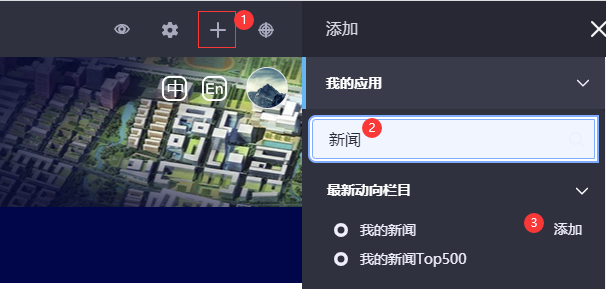 1
添加
中 En
我的应用
新闻 2
最新动向栏目
我的新闻 3 添加
我的新闻Top500